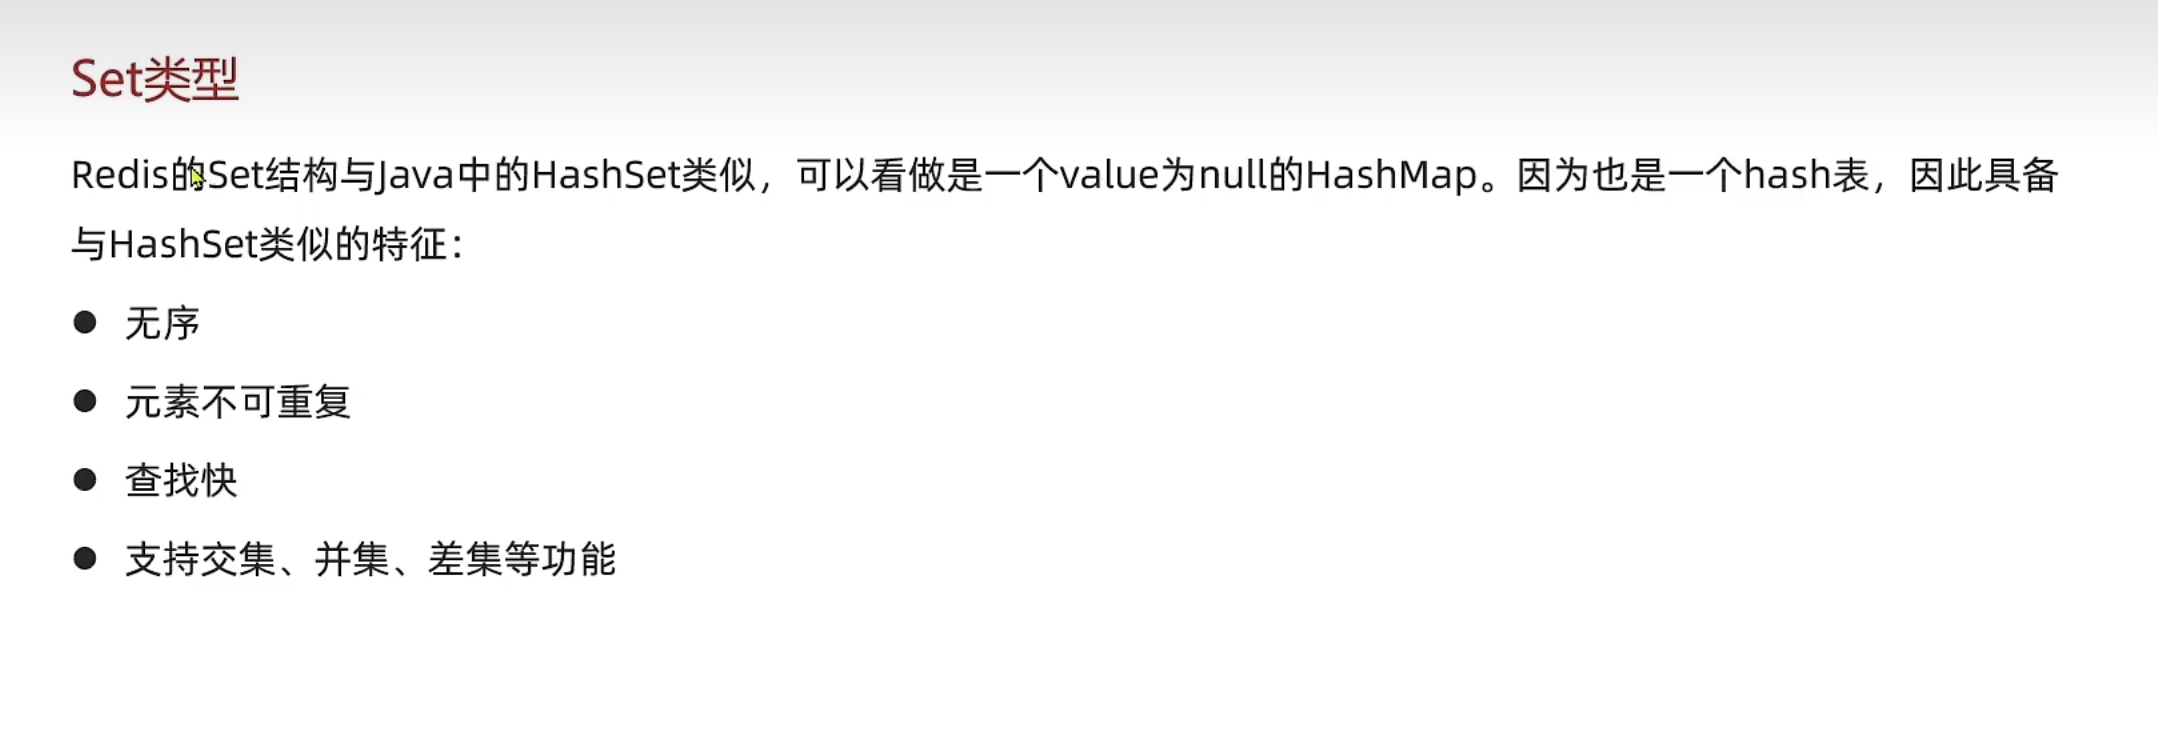 Set类型
Redis的Set结构与Java中的HashSet类似，可以看做是一个value为null的HashMap。因为也是一个hash表，因此具备
与HashSet类似的特征：
● 无序
● 元素不可重复
● 查找快
● 支持交集、并集、差集等功能